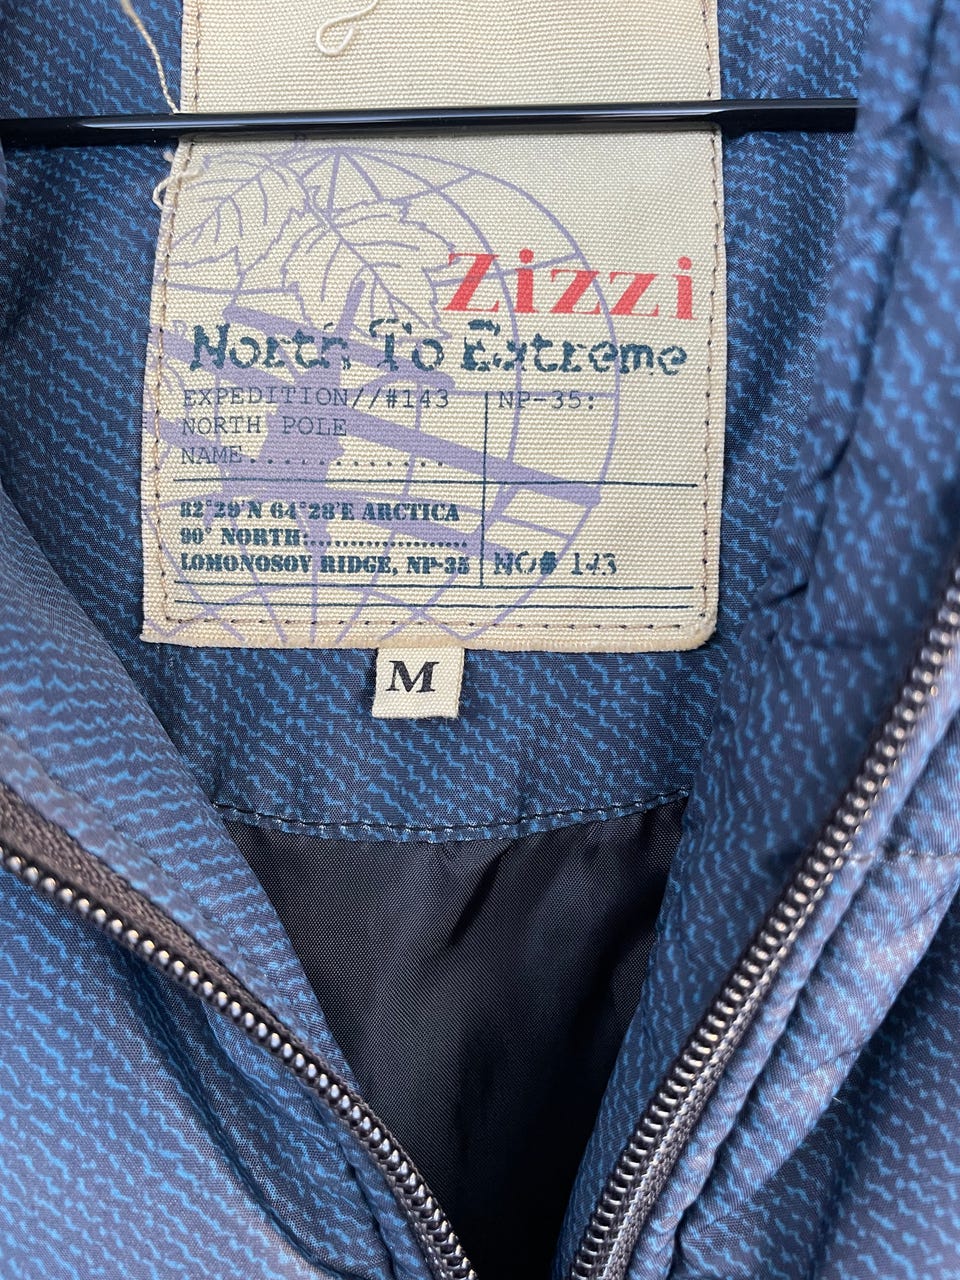 Zizzi
North To Extreme
EXPEDITION//#143
NORTH POLE
NAME..............
NP-35:
82°29'N 64°28'E ARCTICA
90° NORTH:....................
LOMONOSOV RIDGE, NP-35
NO# 143
M